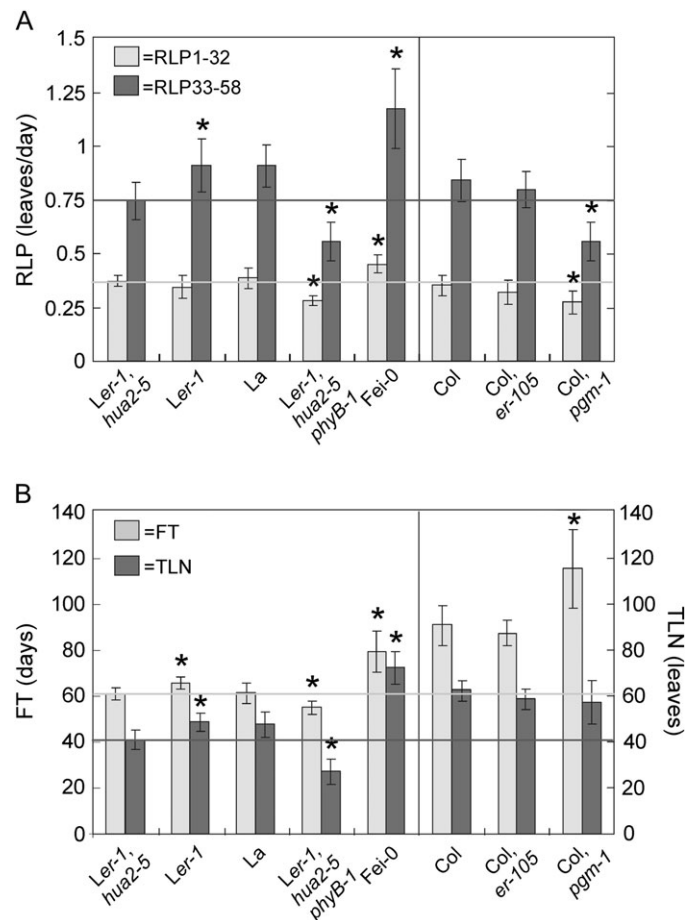 A
1.5
1.25
1
0.75
0.5
0.25
0
RLP (leaves/day)
=RLP1-32
=RLP33-58
*
*
*
*
*
*
*
*
Ler-1, hua2-5
Ler-1
La
Ler-1, hua2-5 phyB-1
Fei-0
Col
Col, er-105
Col, pgm-1
B
140
120
100
80
60
40
20
0
FT (days)
=FT
=TLN
*
*
*
*
*
*
*
140
120
100
80
60
40
20
0
TLN (leaves)
Ler-1, hua2-5
Ler-1
La
Ler-1, hua2-5 phyB-1
Fei-0
Col
Col, er-105
Col, pgm-1